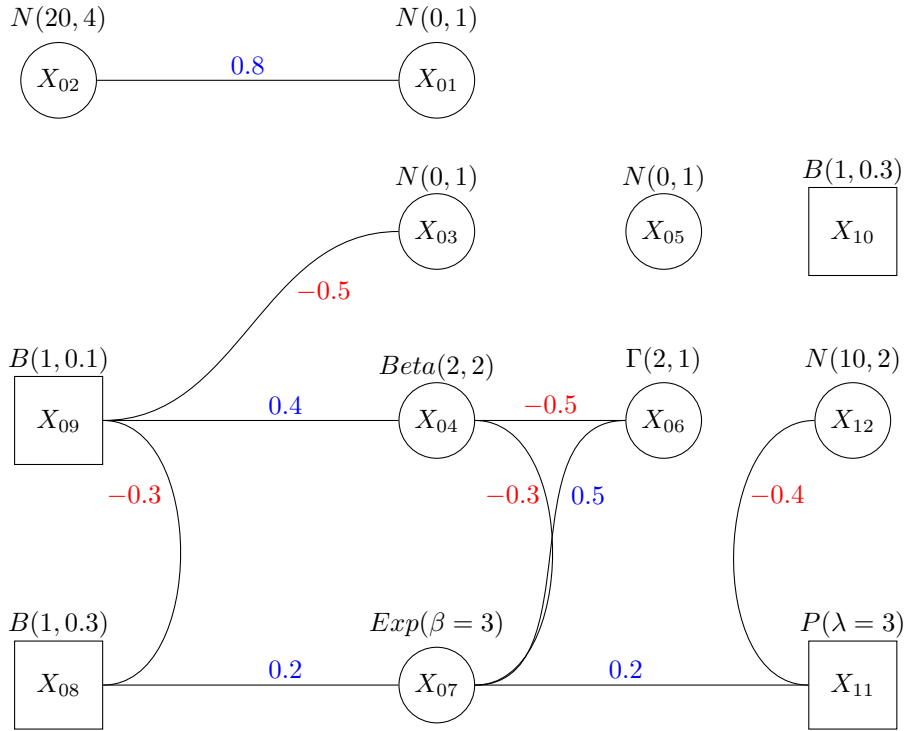 N(20, 4)
N(0, 1)
X₀₂
0.8
X₀₁
N(0, 1)
N(0, 1)
B(1, 0.3)
X₀₃
X₀₅
X₁₀
−0.5
B(1, 0.1)
Beta(2, 2)
Γ(2, 1)
N(10, 2)
X₀₉
0.4
X₀₄
−0.5
X₀₆
X₁₂
−0.3
−0.3
0.5
−0.4
B(1, 0.3)
Exp(β = 3)
P(λ = 3)
X₀₈
0.2
X₀₇
0.2
X₁₁